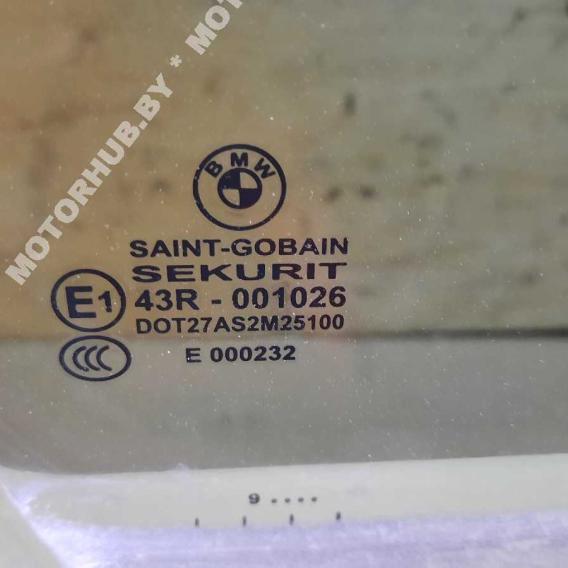 MOTORHUB.BY * MOT
BMW
SAINT-GOBAIN
SEKURIT
E1 43R - 001026
DOT27AS2M25100
CCC E 000232
9 ....